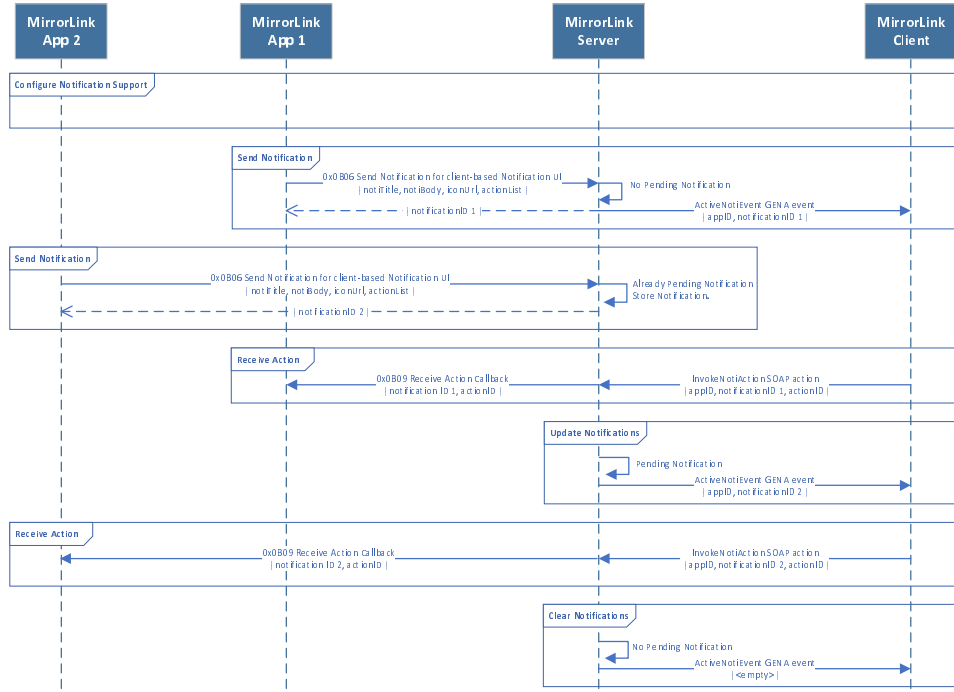 MirrorLink
App 2
MirrorLink
App 1
MirrorLink
Server
MirrorLink
Client
Configure Notification Support
Send Notification
0x0B06 Send Notification for client-based Notification UI
| notiTitle, notiBody, iconUrl, actionList |
No Pending Notification
| notificationID 1 |
ActiveNotiEvent GENA event
| appID, notificationID 1 |
Send Notification
0x0B06 Send Notification for client-based Notification UI
| notiTitle, notiBody, iconUrl, actionList |
Already Pending Notification
Store Notification.
| notificationID 2 |
Receive Action
0x0B09 Receive Action Callback
| notification ID 1, actionID |
InvokeNotiAction SOAP action
| appID, notificationID 1, actionID |
Update Notifications
Pending Notification
ActiveNotiEvent GENA event
| appID, notificationID 2 |
Receive Action
0x0B09 Receive Action Callback
| notification ID 2, actionID |
InvokeNotiAction SOAP action
| appID, notificationID 2, actionID |
Clear Notifications
No Pending Notification
ActiveNotiEvent GENA event
| <empty> |